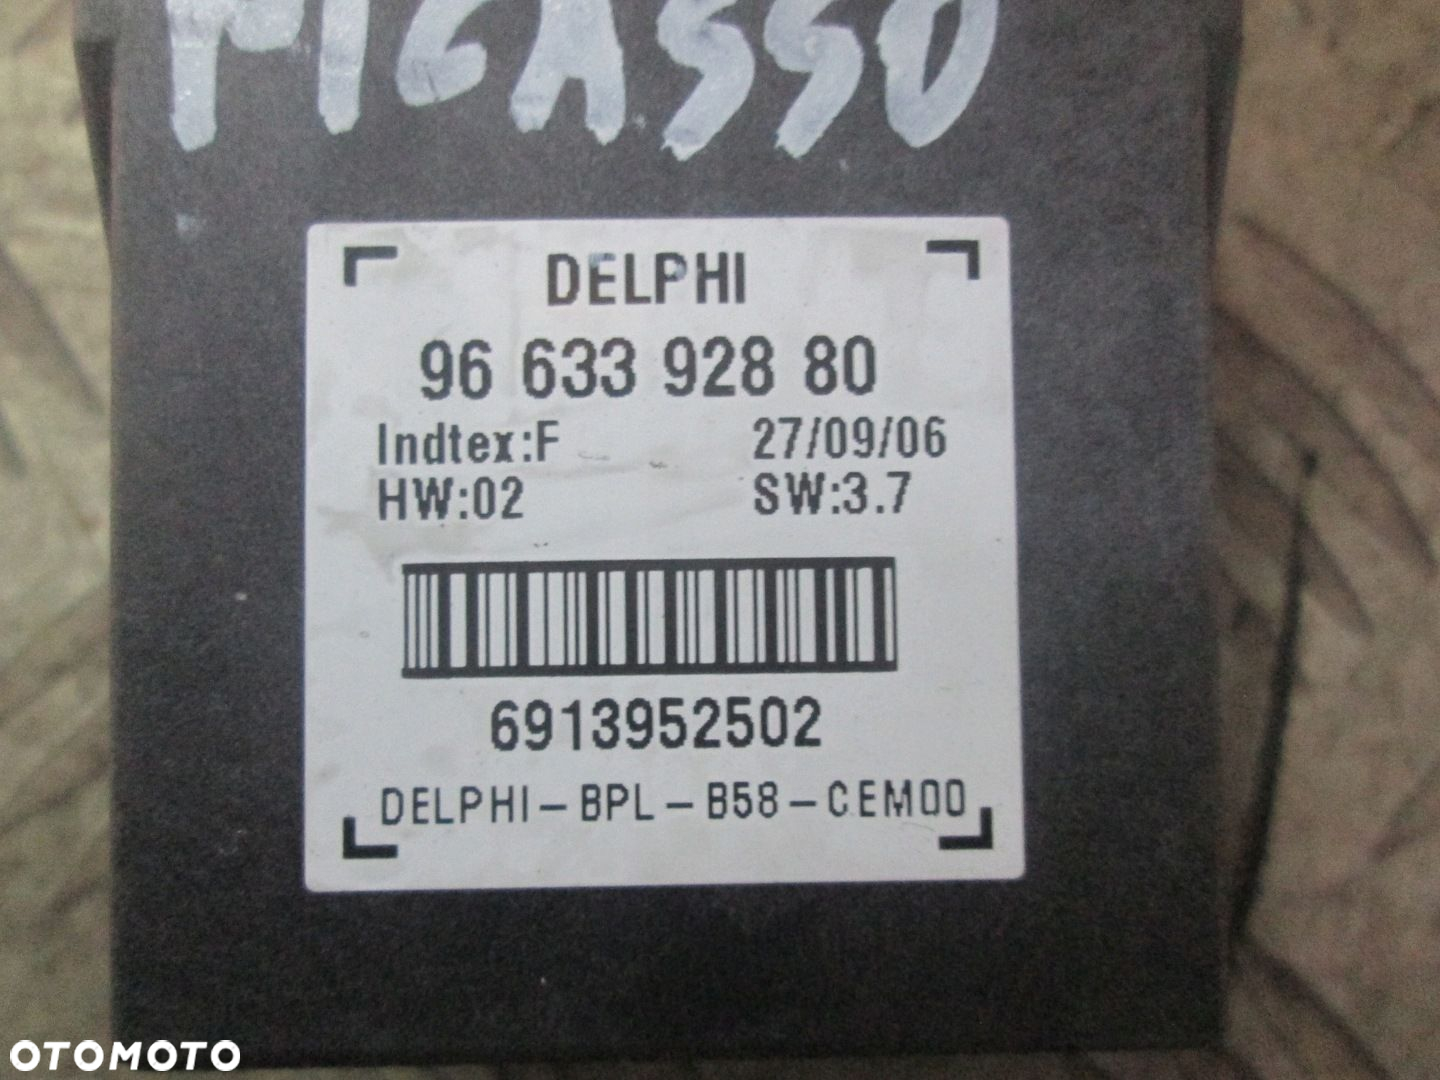 PICASSO
DELPHI
96 633 928 80
Indtex:F 27/09/06
HW:02 SW:3.7
6913952502
DELPHI-BPL-B58-CEM00
OTOMOTO